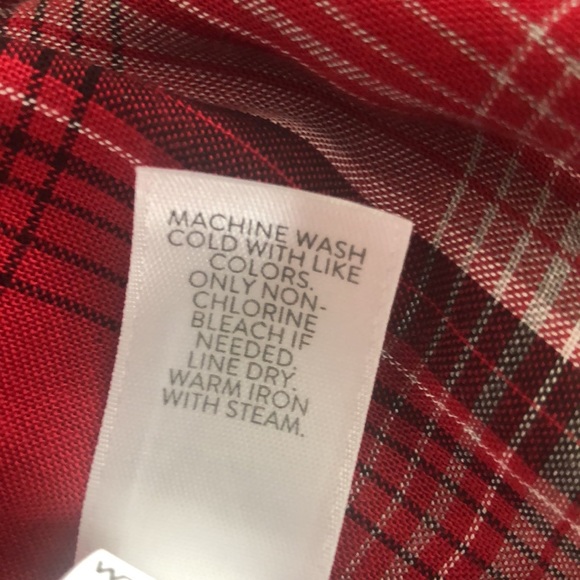 MACHINE WASH
COLD WITH LIKE
COLORS.
ONLY NON-
CHLORINE
BLEACH IF
NEEDED.
LINE DRY.
WARM IRON
WITH STEAM.